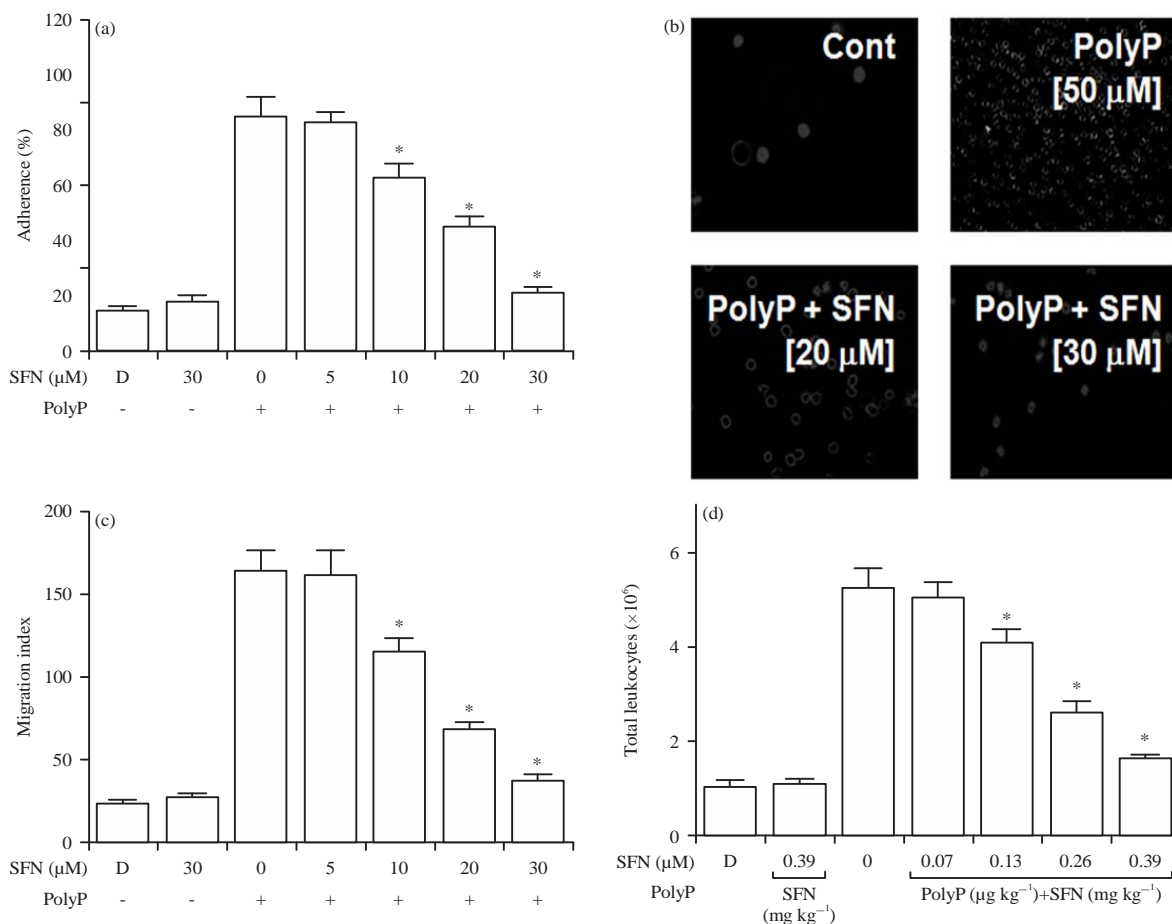 (a)
120
100
80
60
40
20
0
Adherence (%)
SFN (µM) D 30 0 5 10 20 30
PolyP - - + + + + +
* * *
(b)
Cont
PolyP
[50 µM]
PolyP + SFN
[20 µM]
PolyP + SFN
[30 µM]
(c)
200
150
100
50
0
Migration index
* * *
SFN (µM) D 30 0 5 10 20 30
PolyP - - + + + + +
(d)
6
4
2
0
Total leukocytes (×10⁶)
* * *
SFN (µM) D 0.39 0 0.07 0.13 0.26 0.39
PolyP SFN PolyP (µg kg⁻¹)+SFN (mg kg⁻¹)
(mg kg⁻¹)